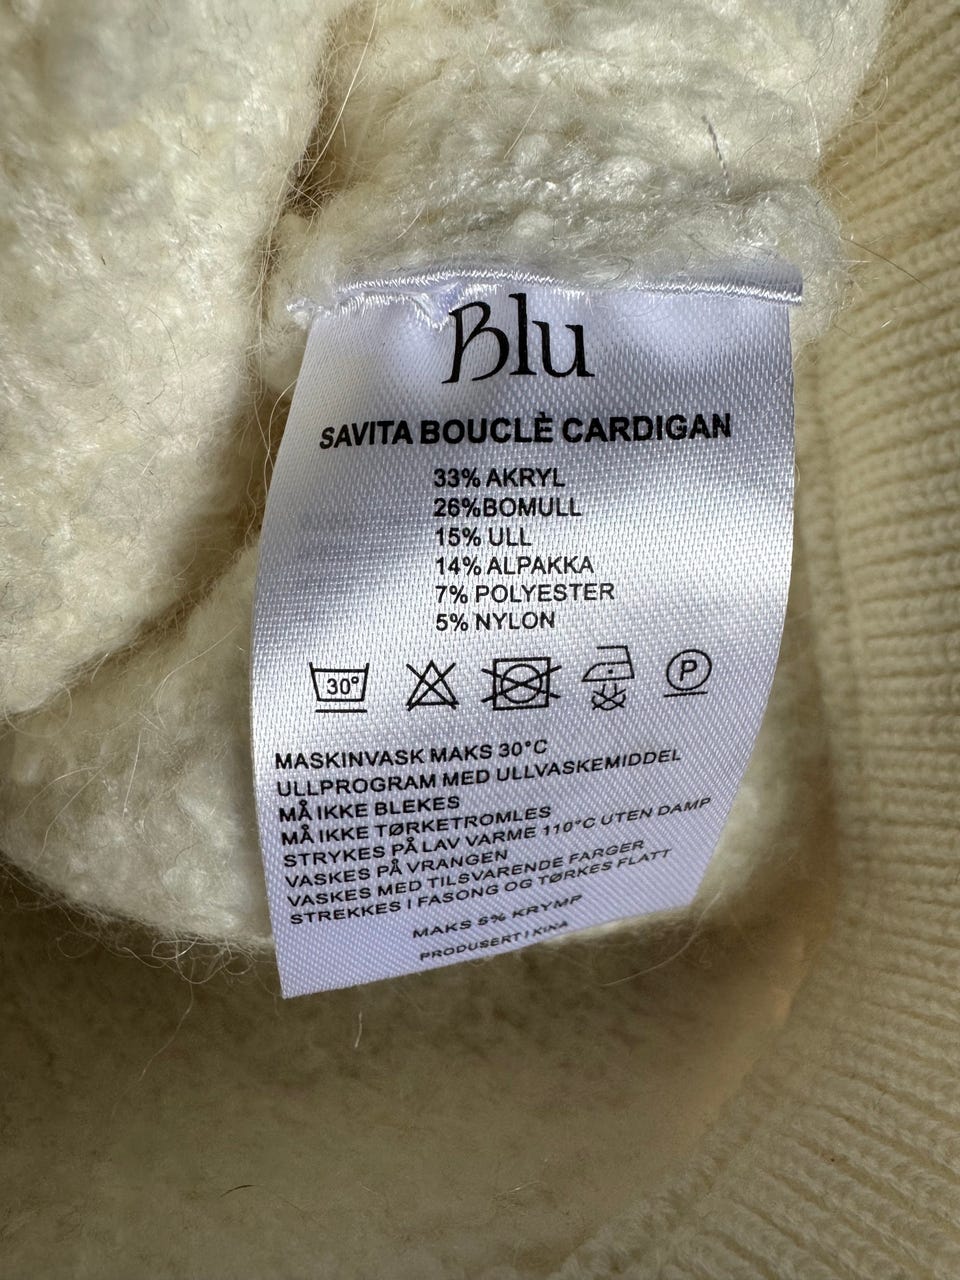 Blu
SAVITA BOUCLÈ CARDIGAN
33% AKRYL
26%BOMULL
15% ULL
14% ALPAKKA
7% POLYESTER
5% NYLON
30° P
MASKINVASK MAKS 30°C
ULLPROGRAM MED ULLVASKEMIDDEL
MÅ IKKE BLEKES
MÅ IKKE TØRKETROMLES
STRYKES PÅ LAV VARME 110°C UTEN DAMP
VASKES PÅ VRANGEN
VASKES MED TILSVARENDE FARGER
STREKKES I FASONG OG TØRKES FLATT
MAKS 5% KRYMP
PRODUSERT I KINA